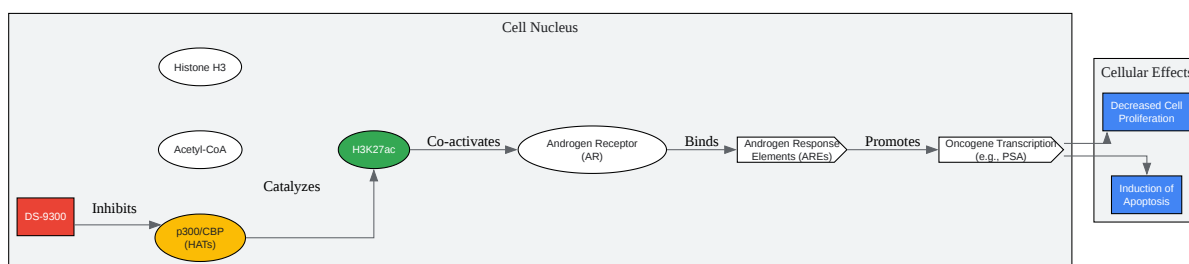 Cell Nucleus
Histone H3
Acetyl-CoA
DS-9300
Inhibits
p300/CBP
(HATs)
Catalyzes
H3K27ac
Co-activates
Androgen Receptor
(AR)
Binds
Androgen Response
Elements (AREs)
Promotes
Oncogene Transcription
(e.g., PSA)
Cellular Effects
Decreased Cell
Proliferation
Induction of
Apoptosis